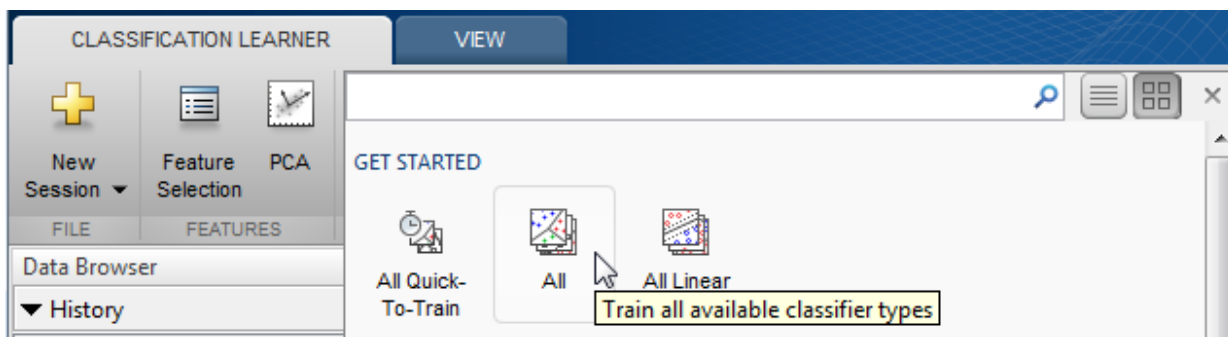 CLASSIFICATION LEARNER
VIEW
New
Session
Feature
Selection
PCA
FILE
FEATURES
Data Browser
History
GET STARTED
All Quick-
To-Train
All
All Linear
Train all available classifier types